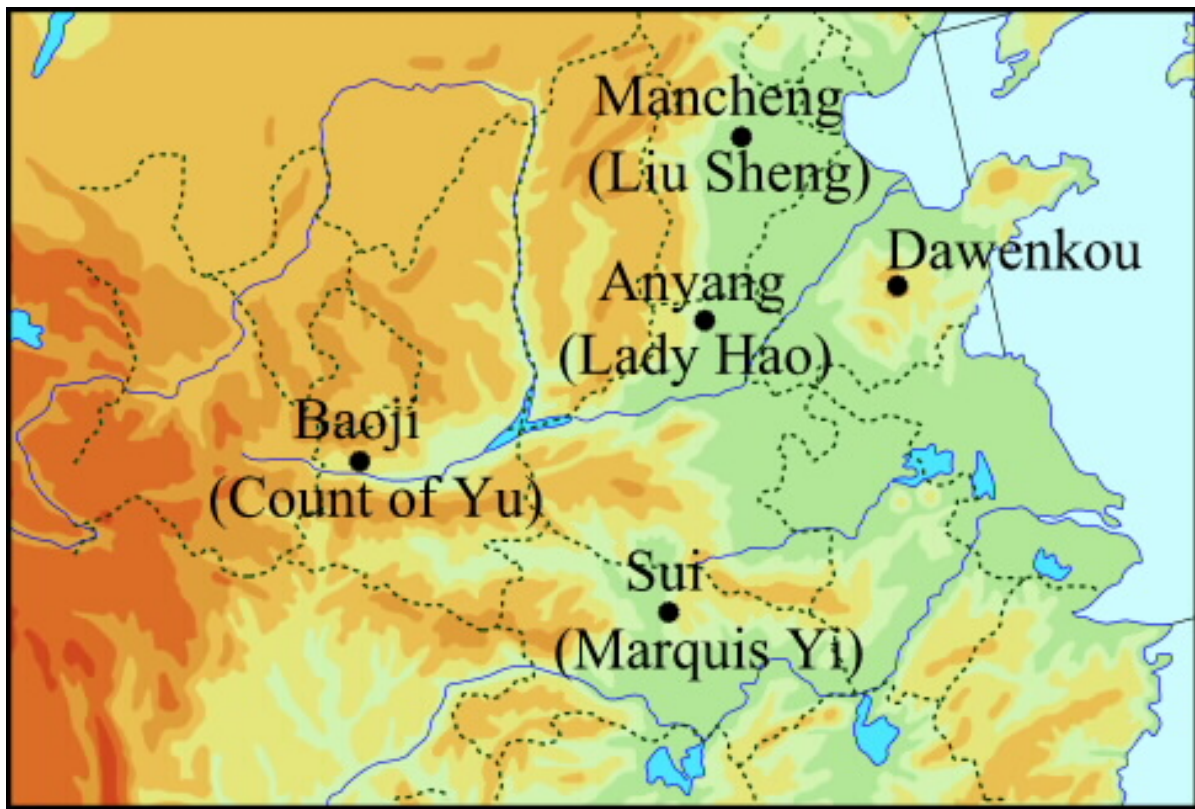 Mancheng
(Liu Sheng)
Dawenkou
Anyang
(Lady Hao)
Baoji
(Count of Yu)
Sui
(Marquis Yi)